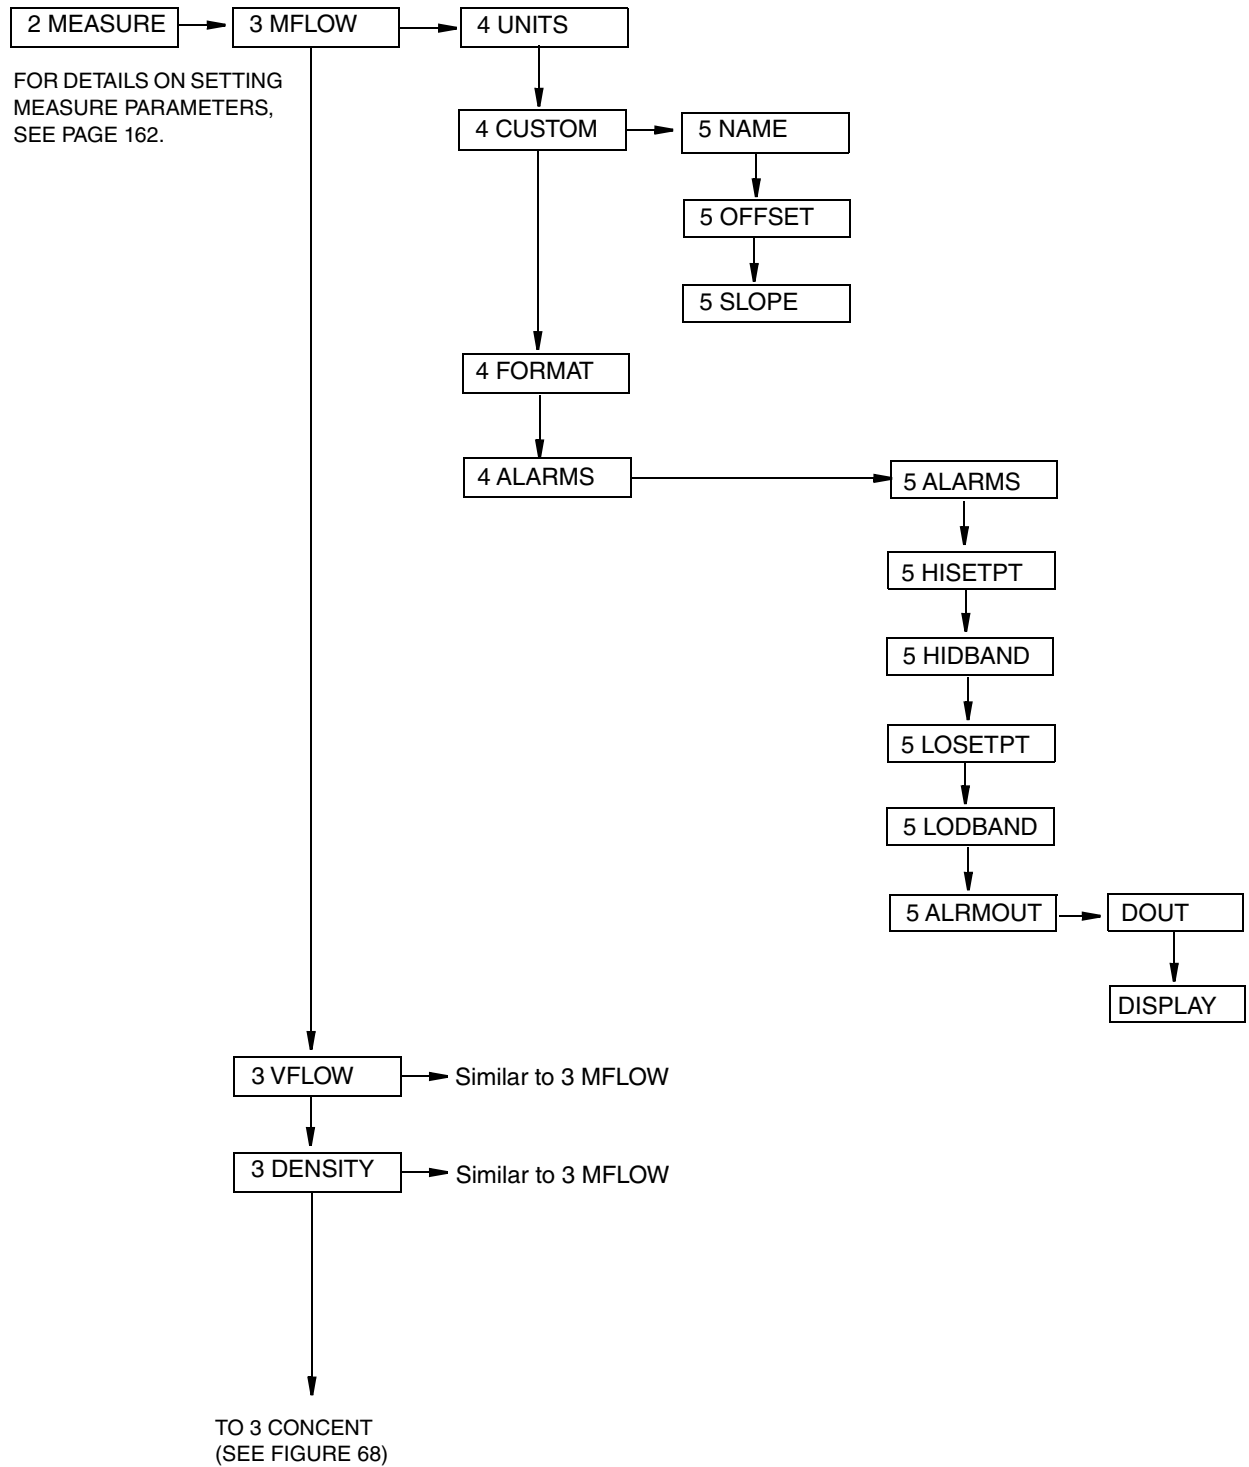 2 MEASURE
3 MFLOW
4 UNITS
FOR DETAILS ON SETTING
MEASURE PARAMETERS,
SEE PAGE 162.
4 CUSTOM
5 NAME
5 OFFSET
5 SLOPE
4 FORMAT
4 ALARMS
5 ALARMS
5 HISETPT
5 HIDBAND
5 LOSETPT
5 LODBAND
5 ALRMOUT
DOUT
DISPLAY
3 VFLOW
Similar to 3 MFLOW
3 DENSITY
Similar to 3 MFLOW
TO 3 CONCENT
(SEE FIGURE 68)